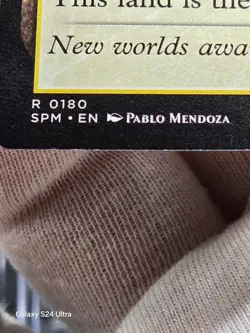 This land is the
New worlds awa
R 0180
SPM • EN PABLO MENDOZA
Galaxy S24 Ultra